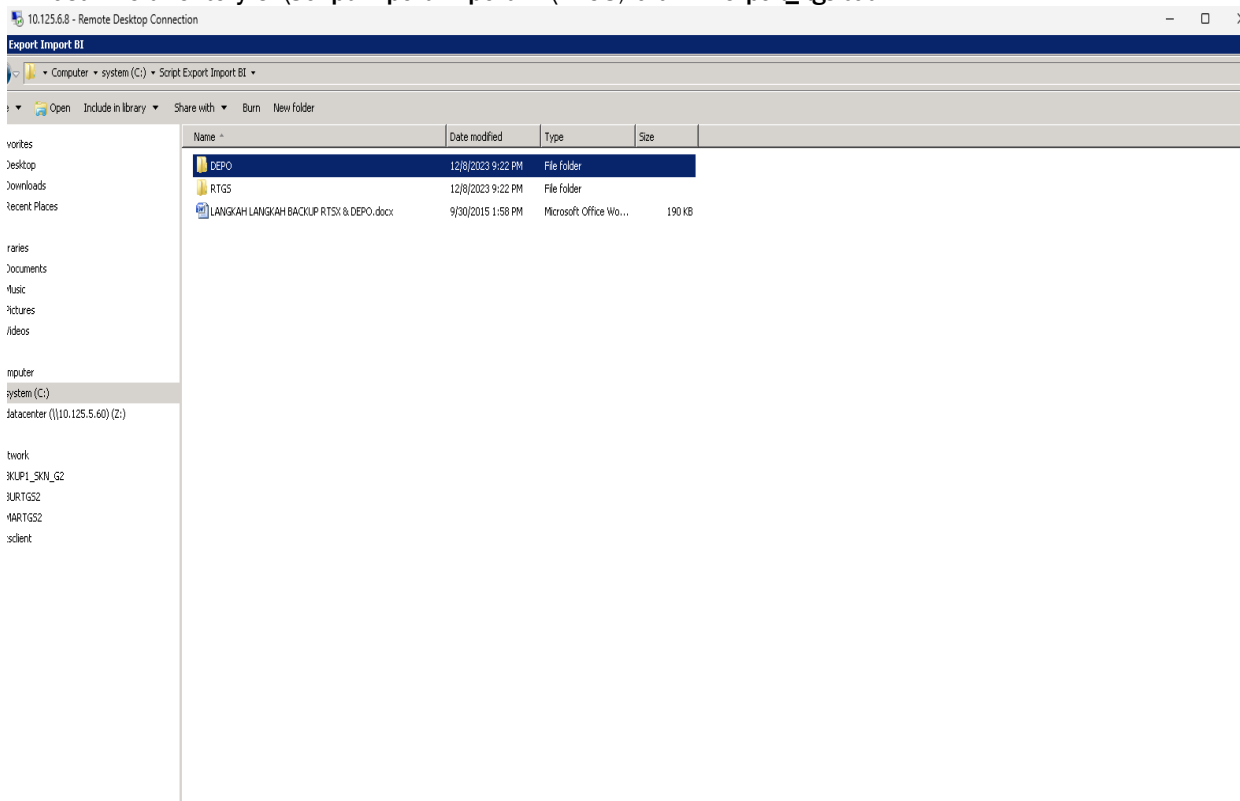 10.125.6.8 - Remote Desktop Connection
Export Import BI
Computer system (C:) Script Export Import BI
Open Include in library Share with Burn New folder
Name Date modified Type Size
DEPO 12/8/2023 9:22 PM File folder
RTGS 12/8/2023 9:22 PM File folder
LANGKAH LANGKAH BACKUP RTSX & DEPO.docx 9/30/2015 1:58 PM Microsoft Office Wo... 190 KB
vorites
Desktop
Downloads
Recent Places
raries
Documents
Music
Pictures
Videos
mputer
system (C:)
datacenter (\\10.125.5.60) (Z:)
twork
BKUP1_SKN_G2
BURTGS2
MARTGS2
tsclient